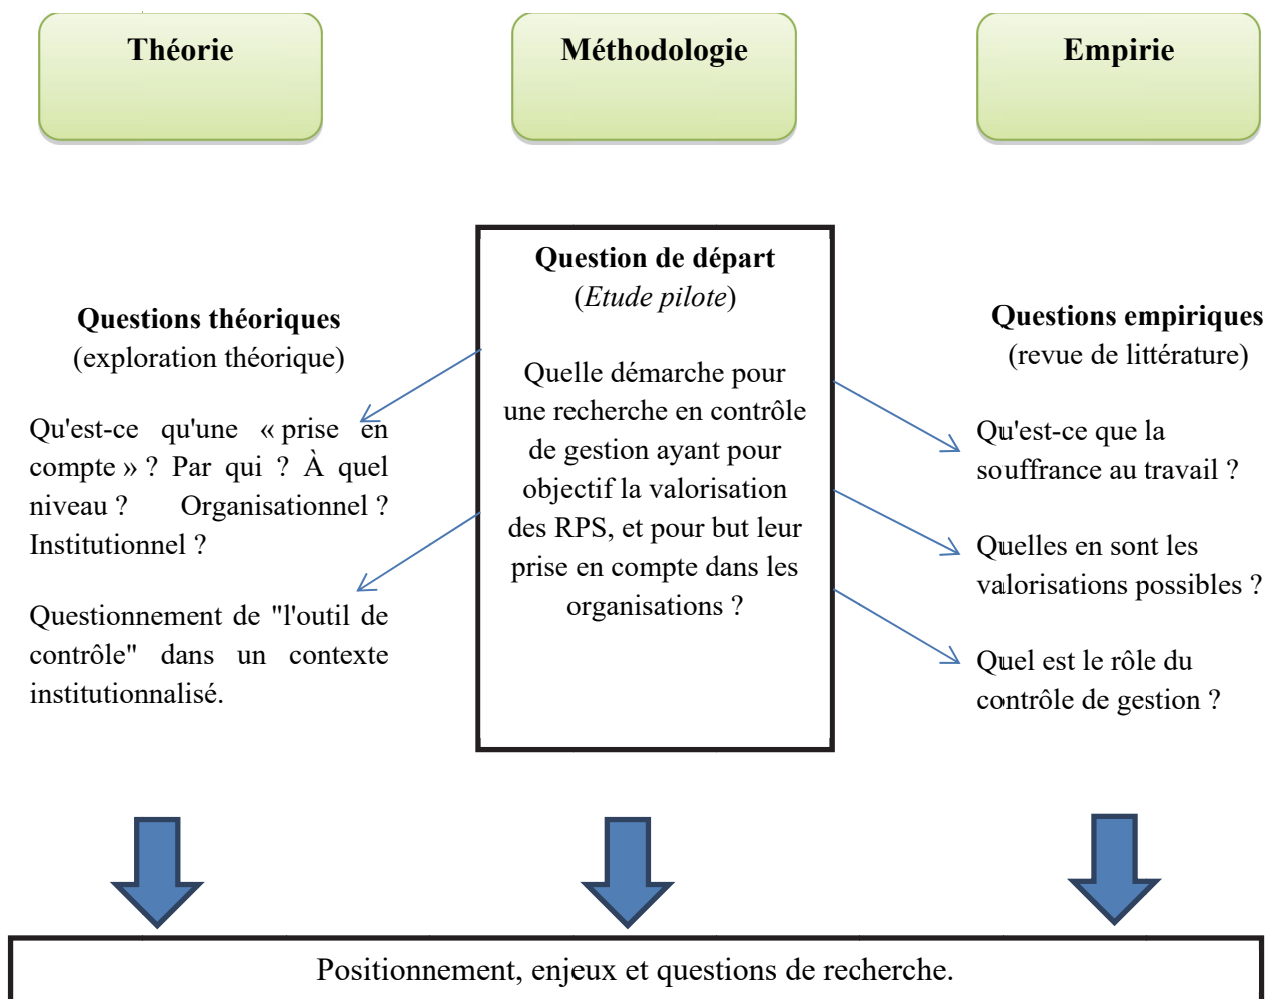 Théorie
Méthodologie
Empirie
Questions théoriques
(exploration théorique)
Qu'est-ce qu'une « prise en
compte » ? Par qui ? À quel
niveau ? Organisationnel ?
Institutionnel ?
Questionnement de "l'outil de
contrôle" dans un contexte
institutionnalisé.
Question de départ
(Etude pilote)
Quelle démarche pour
une recherche en contrôle
de gestion ayant pour
objectif la valorisation
des RPS, et pour but leur
prise en compte dans les
organisations ?
Questions empiriques
(revue de littérature)
Qu'est-ce que la
souffrance au travail ?
Quelles en sont les
valorisations possibles ?
Quel est le rôle du
contrôle de gestion ?
Positionnement, enjeux et questions de recherche.